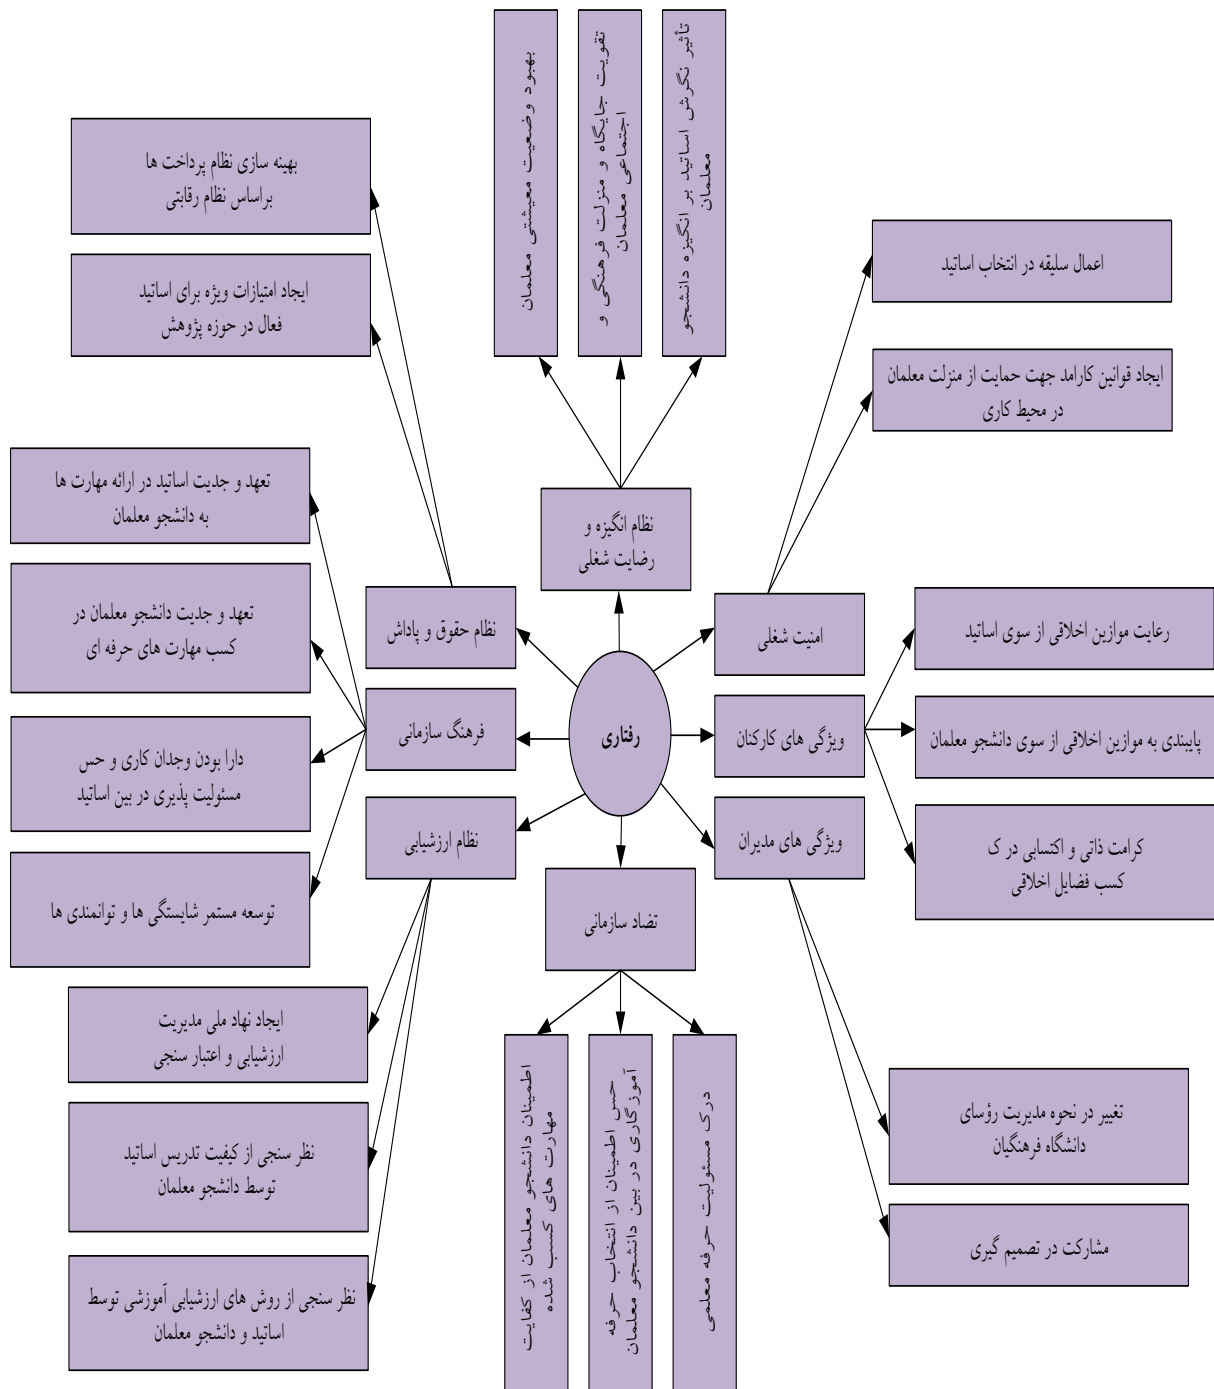 بهبود وضعیت معیشتی معلمان
تقویت جایگاه و منزلت فرهنگی و
اجتماعی معلمان
تأثیر نگرش اساتید بر انگیزه دانشجو
معلمان
بهینه سازی نظام پرداخت ها
براساس نظام رقابتی
ایجاد امتیازات ویژه برای اساتید
فعال در حوزه پژوهش
اعمال سلیقه در انتخاب اساتید
ایجاد قوانین کارامد جهت حمایت از منزلت معلمان
در محیط کاری
تعهد و جدیت اساتید در ارائه مهارت ها
به دانشجو معلمان
نظام انگیزه و
رضایت شغلی
تعهد و جدیت دانشجو معلمان در
کسب مهارت های حرفه ای
نظام حقوق و پاداش
امنیت شغلی
رعایت موازین اخلاقی از سوی اساتید
فرهنگ سازمانی
رفتاری
ویژگی های کارکنان
پایبندی به موازین اخلاقی از سوی دانشجو معلمان
دارا بودن وجدان کاری و حس
مسئولیت پذیری در بین اساتید
نظام ارزشیابی
ویژگی های مدیران
کرامت ذاتی و اکتسابی در ک
کسب فضایل اخلاقی
توسعه مستمر شایستگی ها و توانمندی ها
تضاد سازمانی
ایجاد نهاد ملی مدیریت
ارزشیابی و اعتبار سنجی
نظر سنجی از کیفیت تدریس اساتید
توسط دانشجو معلمان
نظر سنجی از روش های ارزشیابی آموزشی توسط
اساتید و دانشجو معلمان
اطمینان دانشجو معلمان از کفایت
مهارت های کسب شده
حس اطمینان از انتخاب حرفه
آموزگاری در بین دانشجو معلمان
درک مسئولیت حرفه معلمی
تغییر در نحوه مدیریت رؤسای
دانشگاه فرهنگیان
مشارکت در تصمیم گیری